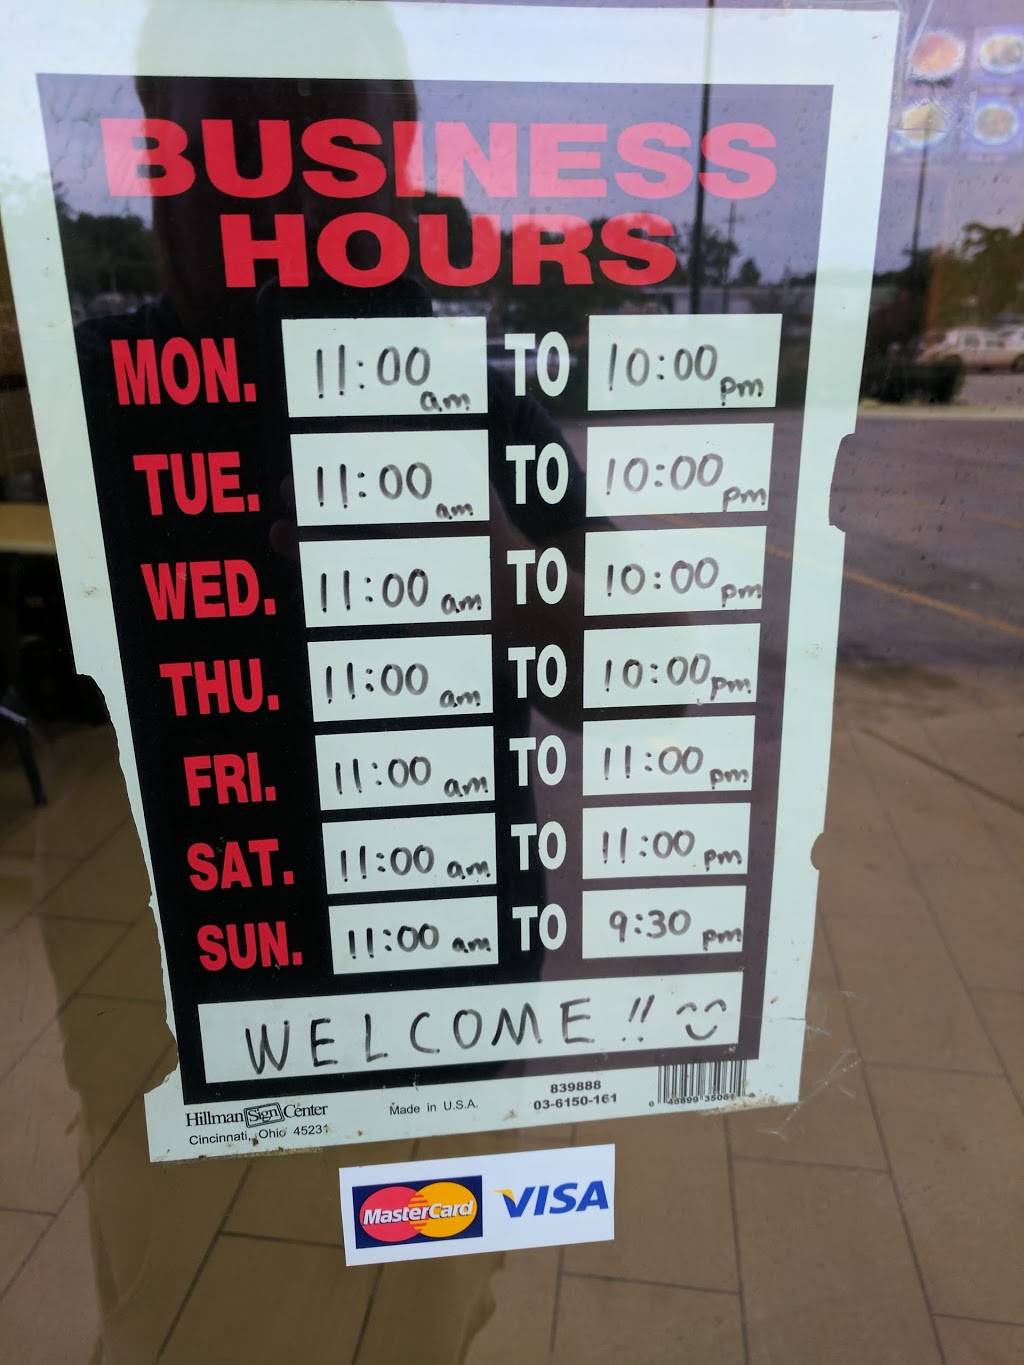 BUSINESS
HOURS
MON. 11:00 am TO 10:00 pm
TUE. 11:00 am TO 10:00 pm
WED. 11:00 am TO 10:00 pm
THU. 11:00 am TO 10:00 pm
FRI. 11:00 am TO 11:00 pm
SAT. 11:00 am TO 11:00 pm
SUN. 11:00 am TO 9:30 pm
WELCOME!!
Hillman Sign Center
Cincinnati, Ohio 45231
Made in U.S.A.
839888
03-6150-161
MasterCard VISA